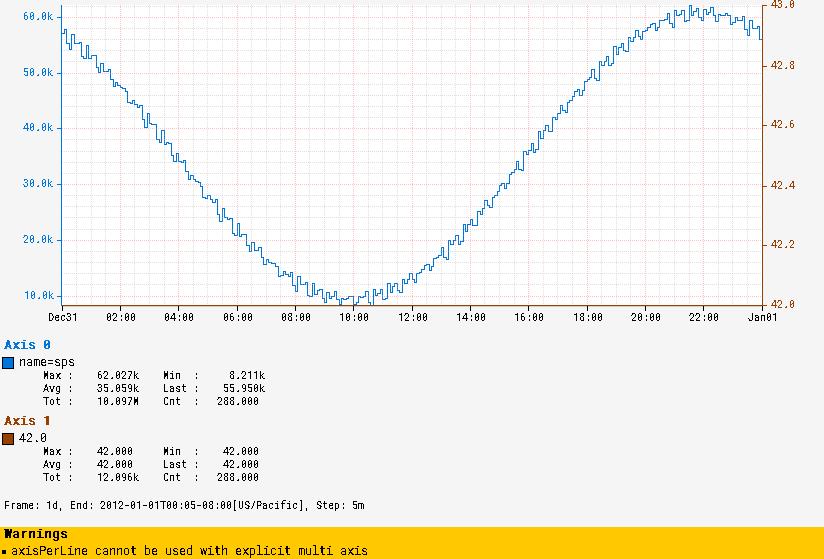 60.0k
50.0k
40.0k
30.0k
20.0k
10.0k
43.0
42.8
42.6
42.4
42.2
42.0
Dec31 02:00 04:00 06:00 08:00 10:00 12:00 14:00 16:00 18:00 20:00 22:00 Jan01
Axis 0
name=sps
Max : 62.027k Min : 8.211k
Avg : 35.059k Last : 55.950k
Tot : 10.097M Cnt : 288.000
Axis 1
42.0
Max : 42.000 Min : 42.000
Avg : 42.000 Last : 42.000
Tot : 12.096k Cnt : 288.000
Frame: 1d, End: 2012-01-01T00:05-08:00[US/Pacific], Step: 5m
Warnings
▪ axisPerLine cannot be used with explicit multi axis